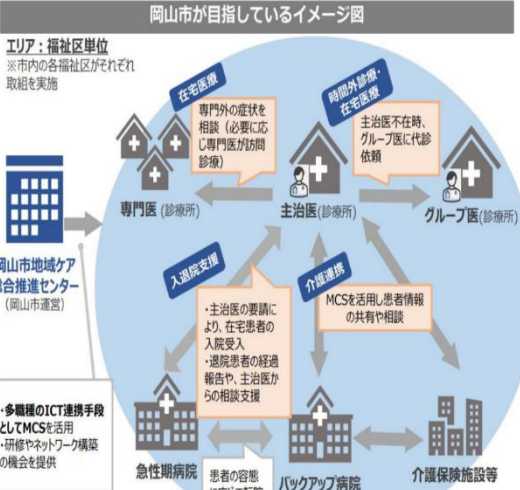 岡山市が目指しているイメージ図
エリア：福祉区単位
※市内の各福祉区がそれぞれ
取組を実施
在宅医療
専門外の症状を
相談（必要に応
じ専門医が訪問
診療）
時間外診療・
在宅医療
主治医不在時、
グループ医に代診
依頼
専門医(診療所)
主治医(診療所)
グループ医(診療所)
岡山市地域ケア
総合推進センター
（岡山市運営）
入退院支援
介護連携
・主治医の要請
により、在宅患者の
入院受入
・退院患者の経過
報告や、主治医か
らの相談支援
MCSを活用し患者情報
の共有や相談
・多職種のICT連携手段
としてMCSを活用
・研修やネットワーク構築
の機会を提供
急性期病院
患者の容態
バックアップ病院
介護保険施設等